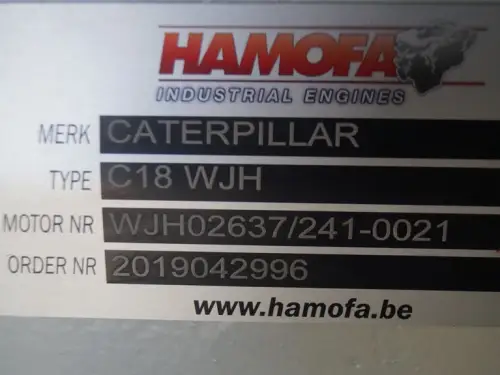 HAMOFA
INDUSTRIAL ENGINES
MERK CATERPILLAR
TYPE C18 WJH
MOTOR NR WJH02637/241-0021
ORDER NR 2019042996
www.hamofa.be